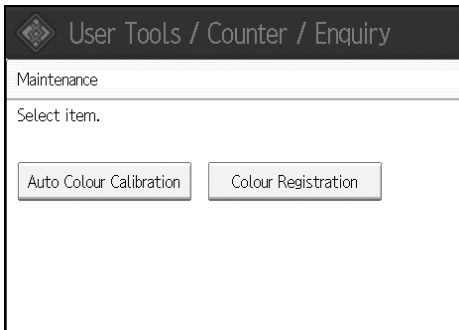 User Tools / Counter / Enquiry
Maintenance
Select item.
Auto Colour Calibration Colour Registration